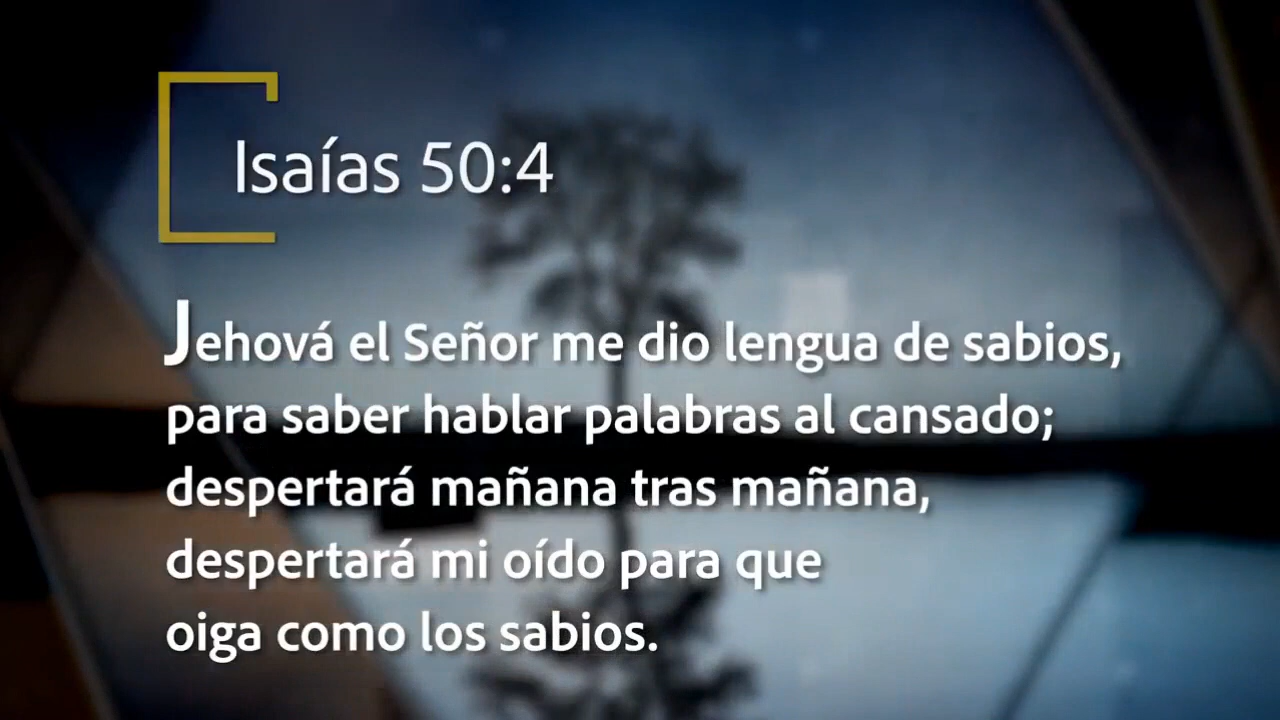 Isaías 50:4
Jehová el Señor me dio lengua de sabios,
para saber hablar palabras al cansado;
despertará mañana tras mañana,
despertará mi oído para que
oiga como los sabios.